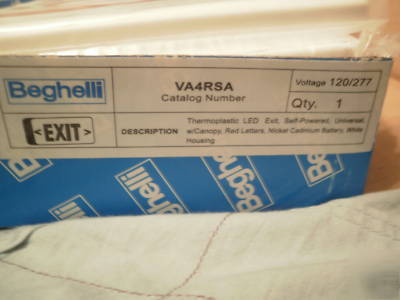 Beghelli
VA4RSA
Catalog Number
Voltage 120/277
Qty. 1
EXIT
DESCRIPTION
Thermoplastic LED Exit, Self-Powered, Universal,
w/Canopy, Red Letters, Nickel Cadmium Battery, White
Housing
Beghelli
Beghelli
Beghelli